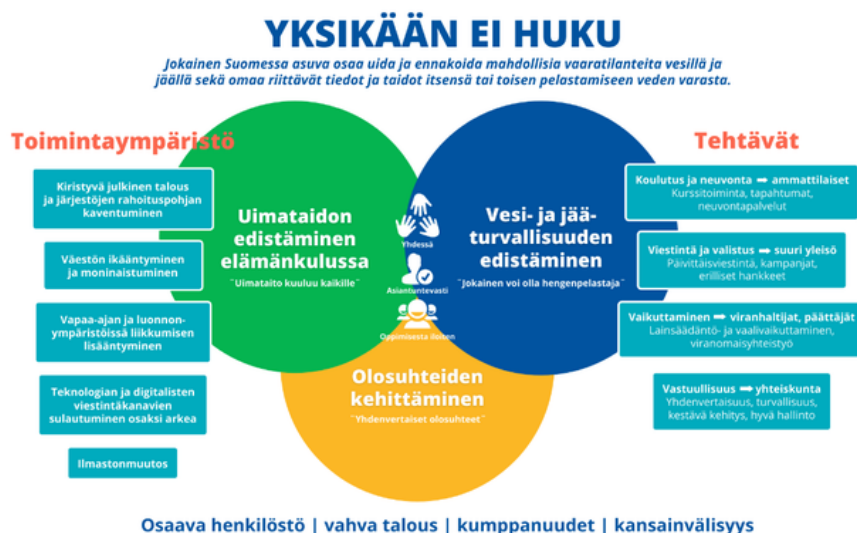 YKSIKÄÄN EI HUKU
Jokainen Suomessa asuva osaa uida ja ennakoida mahdollisia vaaratilanteita vesillä ja
jäällä sekä omaa riittävät tiedot ja taidot itsensä tai toisen pelastamiseen veden varasta.
Toimintaympäristö
Kiristyvä julkinen talous
ja järjestöjen rahoituspohjan
kaventuminen
Väestön ikääntyminen
ja moninaistuminen
Vapaa-ajan ja luonnon-
ympäristöissä liikkumisen
lisääntyminen
Teknologian ja digitalisten
viestintäkanavien
sulautuminen osaksi arkea
Ilmastonmuutos
Uimataidon
edistäminen
elämänkulussa
¨Uimataito kuuluu kaikille¨
Yhdessä
Asiantuntevasti
Oppimisesta iloiten
Vesi- ja jää-
turvallisuuden
edistäminen
¨Jokainen voi olla hengenpelastaja¨
Olosuhteiden
kehittäminen
¨Yhdenvertaiset olosuhteet¨
Tehtävät
Koulutus ja neuvonta ➡ ammattilaiset
Kurssitoiminta, tapahtumat,
neuvontapalvelut
Viestintä ja valistus ➡ suuri yleisö
Päivittäisviestintä, kampanjat,
erilliset hankkeet
Vaikuttaminen ➡ viranhaltijat, päättäjät
Lainsäädäntö- ja vaalivaikuttaminen,
viranomaisyhteistyö
Vastuullisuus ➡ yhteiskunta
Yhdenvertaisuus, turvallisuus,
kestävä kehitys, hyvä hallinto
Osaava henkilöstö | vahva talous | kumppanuudet | kansainvälisyys